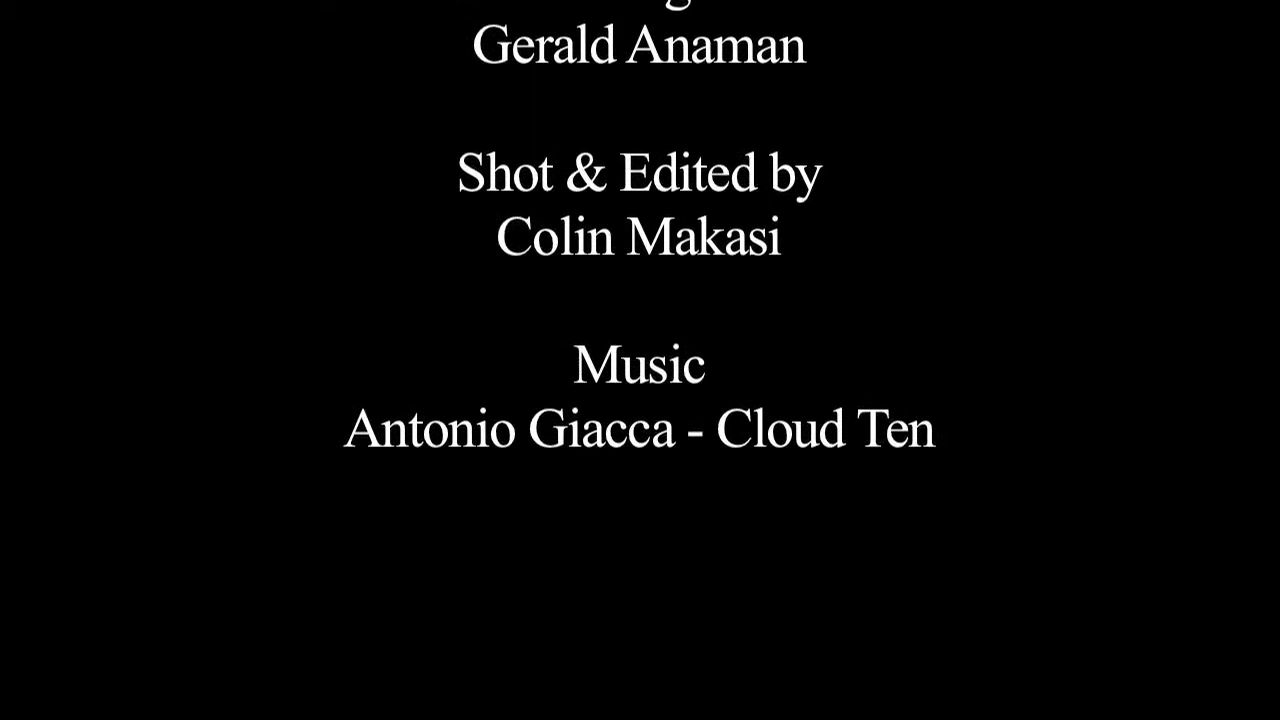 Gerald Anaman
Shot & Edited by
Colin Makasi
Music
Antonio Giacca - Cloud Ten